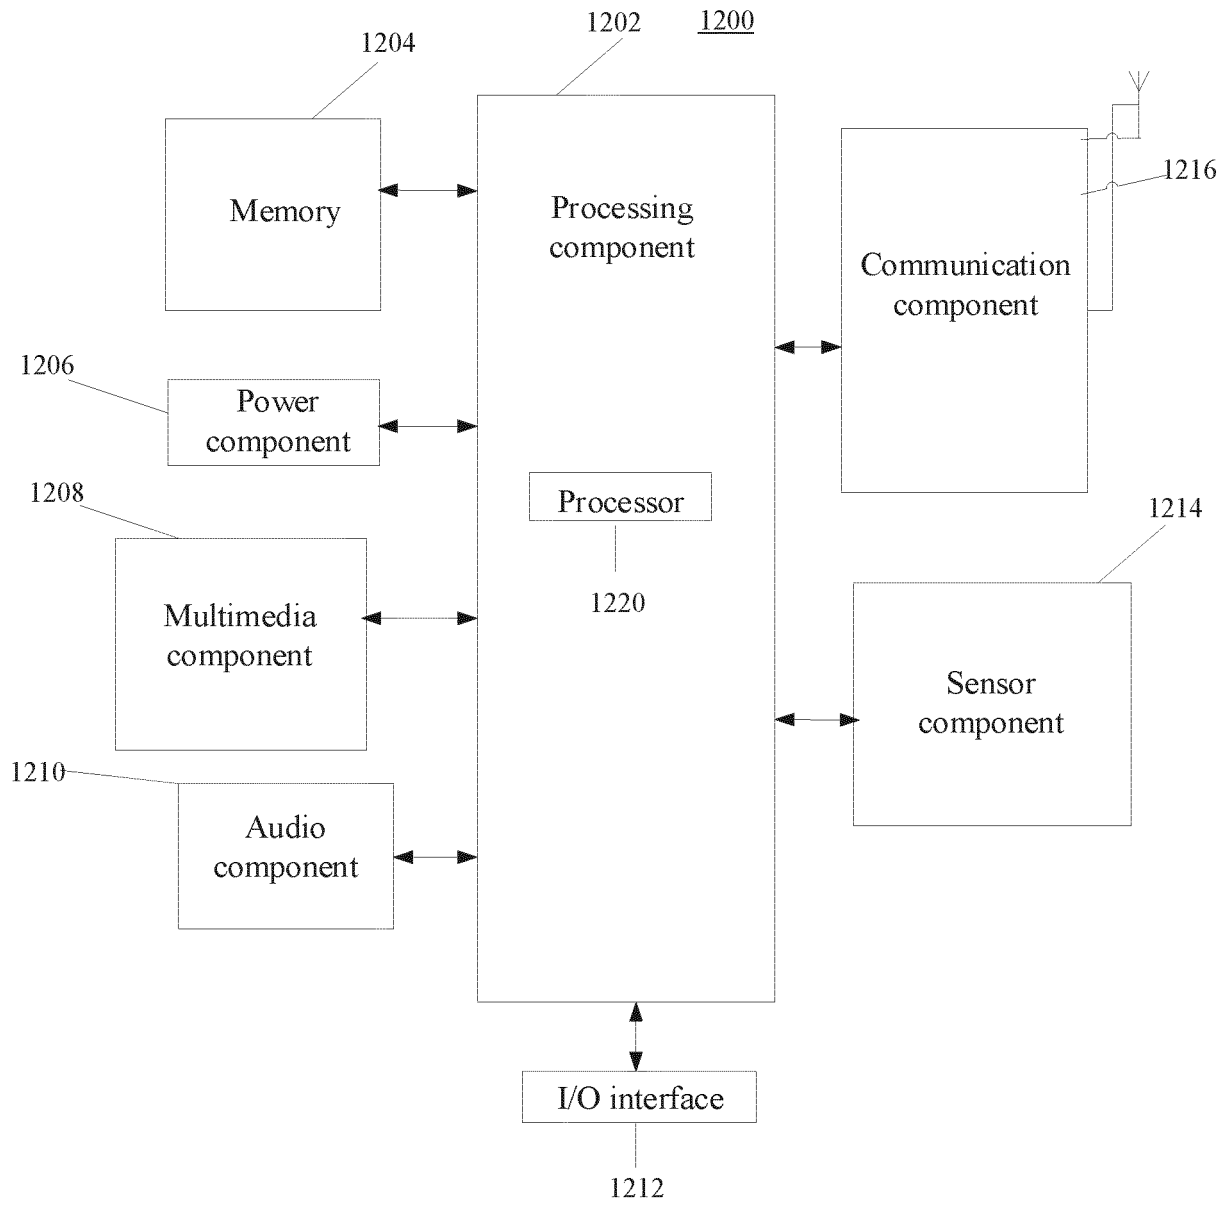 1200
1202
1204
Memory
Processing
component
1216
Communication
component
1206
Power
component
1208
Processor
1220
1214
Multimedia
component
Sensor
component
1210
Audio
component
I/O interface
1212